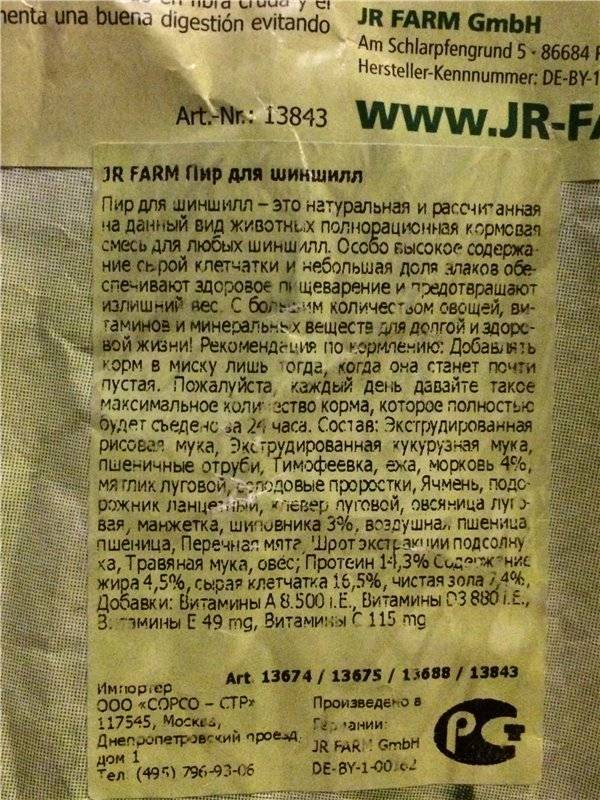 fibra cruda y el
una buena digestión evitando
JR FARM GmbH
Am Schlarpfengrund 5 - 86684
Hersteller-Kennnummer: DE-BY-1
Art.-Nr.: 13843
www.JR-FA
JR FARM Пир для шиншилл
Пир для шиншилл – это натуральная и рассчитанная
на данный вид животных полнорационная кормовая
смесь для любых шиншилл. Особо высокое содержа-
ние сырой клетчатки и небольшая доля злаков обе-
спечивают здоровое пищеварение и предотвращают
излишний вес. С большим количеством овощей, ви-
таминов и минеральных веществ для долгой и здоро-
вой жизни! Рекомендация по кормлению: Добавлять
корм в миску лишь тогда, когда она станет почти
пустая. Пожалуйста, каждый день давайте такое
максимальное количество корма, которое полностью
будет съедено за 24 часа. Состав: Экструдированная
рисовая мука, Экструдированная кукурузная мука,
пшеничные отруби, Тимофеевка, ежа, морковь 4%,
мятлик луговой, солодовые проростки, Ячмень, подо-
рожник ланцетный, клевер луговой, овсяница луго-
вая, манжетка, шиповника 3%, воздушная пшеница,
пшеница, Перечная мята, Шрот экстракции подсолну
ха, Травяная мука, овёс; Протеин 14,3% Содержание
жира 4,5%, сырая клетчатка 16,5%, чистая зола 7,4%,
Добавки: Витамины A 8.500 I.E., Витамины D3 880 I.E.,
Витамины E 49 mg, Витамины C 115 mg
Art. 13674 / 13675 / 13688 / 13843
Импортер
ООО «СОРСО – СТР»
117545, Москва,
Днепропетровский проезд,
дом 1
Тел (495) 796-93-06
Произведено в
Германии:
JR FARM GmbH
DE-BY-1-00
РСТ